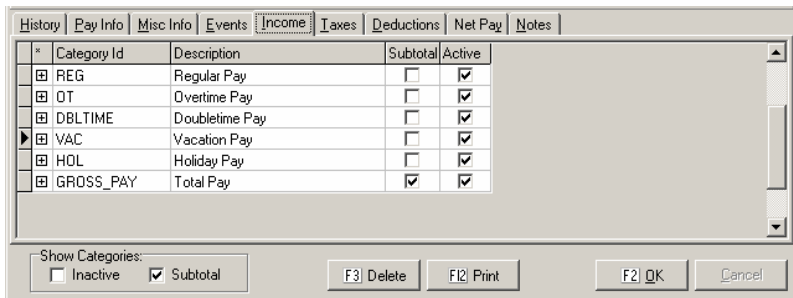 History Pay Info Misc Info Events Income Taxes Deductions Net Pay Notes
* Category Id Description Subtotal Active
REG Regular Pay
OT Overtime Pay
DBLTIME Doubletime Pay
VAC Vacation Pay
HOL Holiday Pay
GROSS_PAY Total Pay
Show Categories:
Inactive Subtotal F3 Delete F12 Print F2 OK Cancel